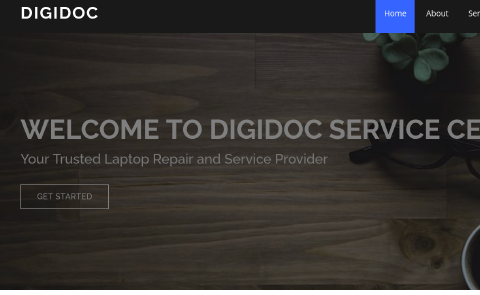 DIGIDOC
Home About Ser
WELCOME TO DIGIDOC SERVICE CE
Your Trusted Laptop Repair and Service Provider
GET STARTED